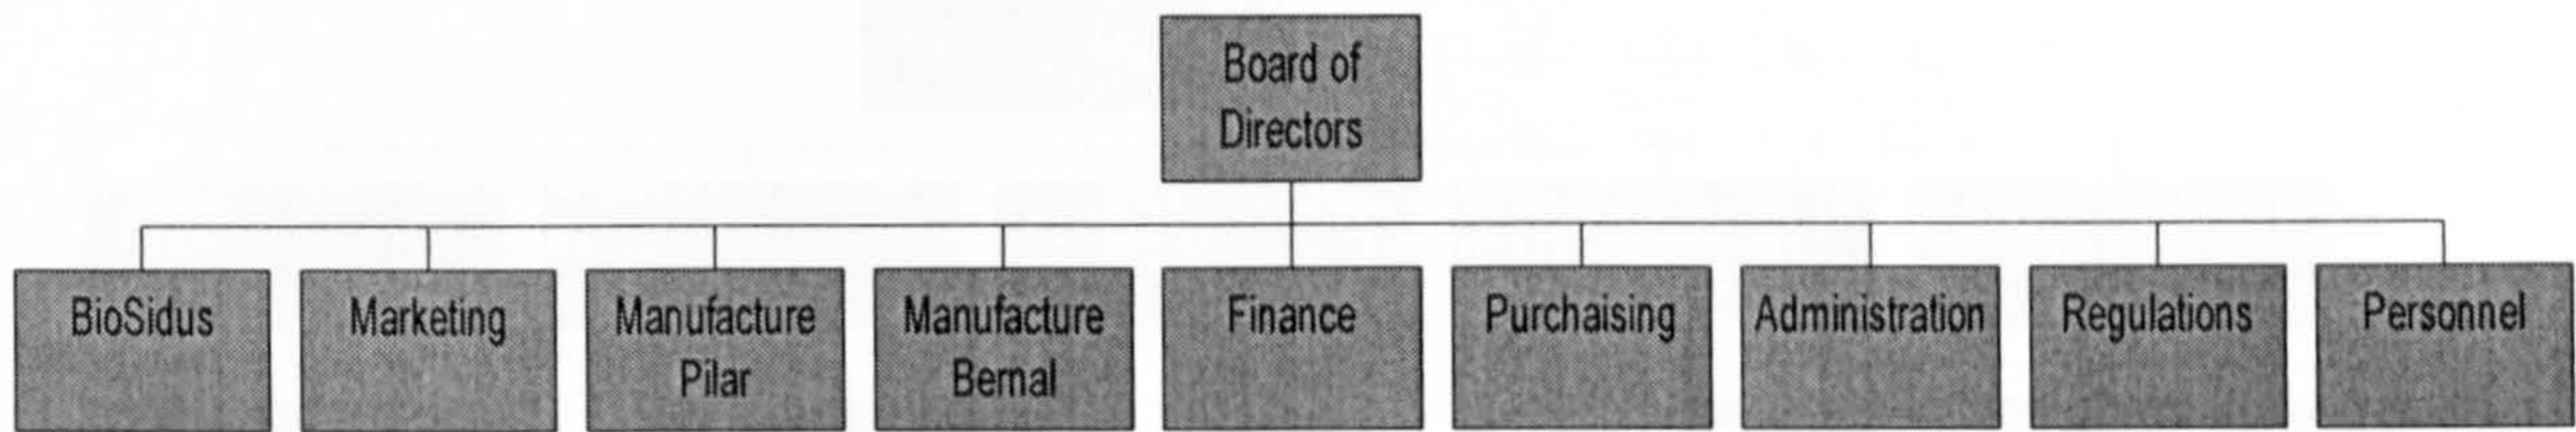 Board of
Directors
BioSidus
Marketing
Manufacture
Pilar
Manufacture
Bernal
Finance
Purchaising
Administration
Regulations
Personnel